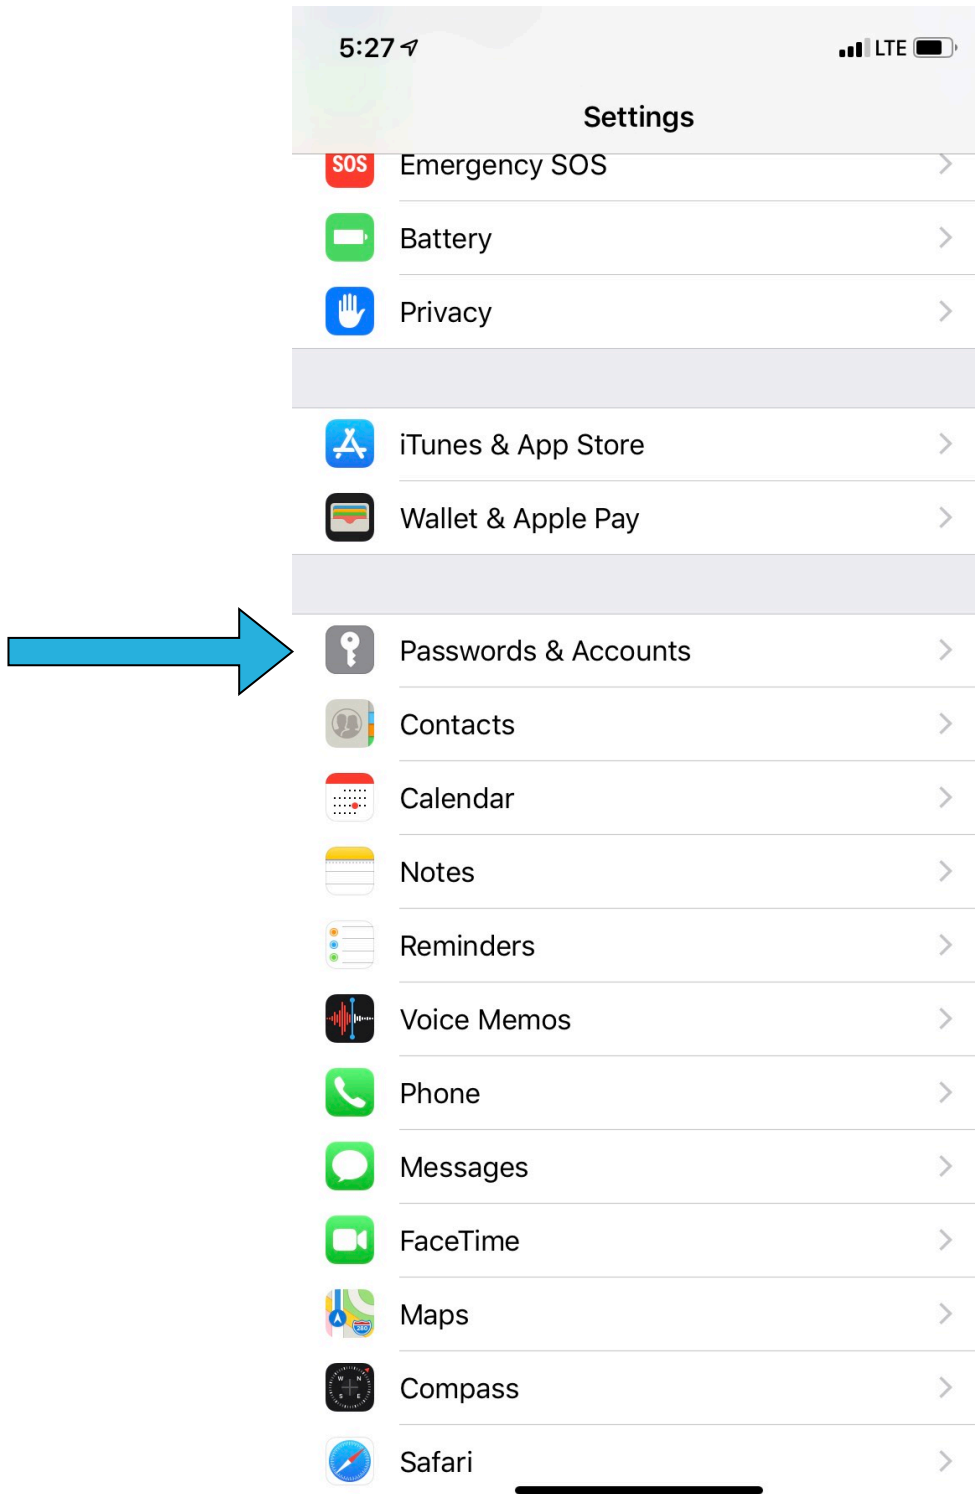 5:27 LTE
Settings
SOS Emergency SOS
Battery
Privacy
iTunes & App Store
Wallet & Apple Pay
Passwords & Accounts
Contacts
Calendar
Notes
Reminders
Voice Memos
Phone
Messages
FaceTime
Maps
280
W N
S E
Compass
Safari